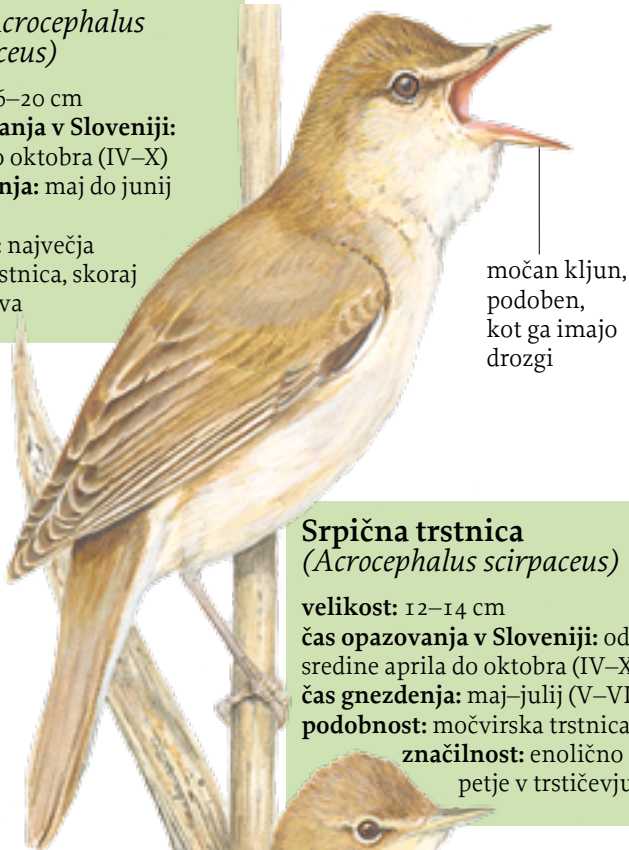 crocephalus
ceus)
6–20 cm
anja v Sloveniji:
o oktobra (IV–X)
nja: maj do junij
: največja
stnica, skoraj
va
močan kljun,
podoben,
kot ga imajo
drozgi
Srpična trstnica
(Acrocephalus scirpaceus)
velikost: 12–14 cm
čas opazovanja v Sloveniji: od
sredine aprila do oktobra (IV–X
čas gnezdenja: maj–julij (V–VI
podobnost: močvirska trstnica
značilnost: enolično
petje v trstičevju